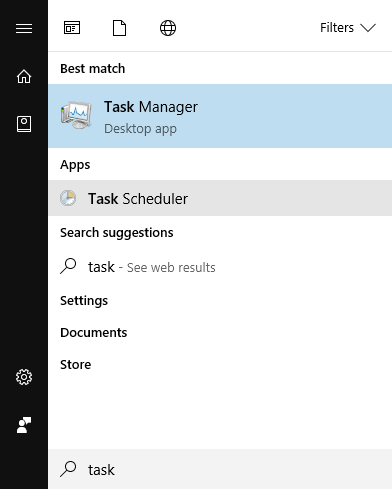 Filters
Best match
Task Manager
Desktop app
Apps
Task Scheduler
Search suggestions
task - See web results
Settings
Documents
Store
task